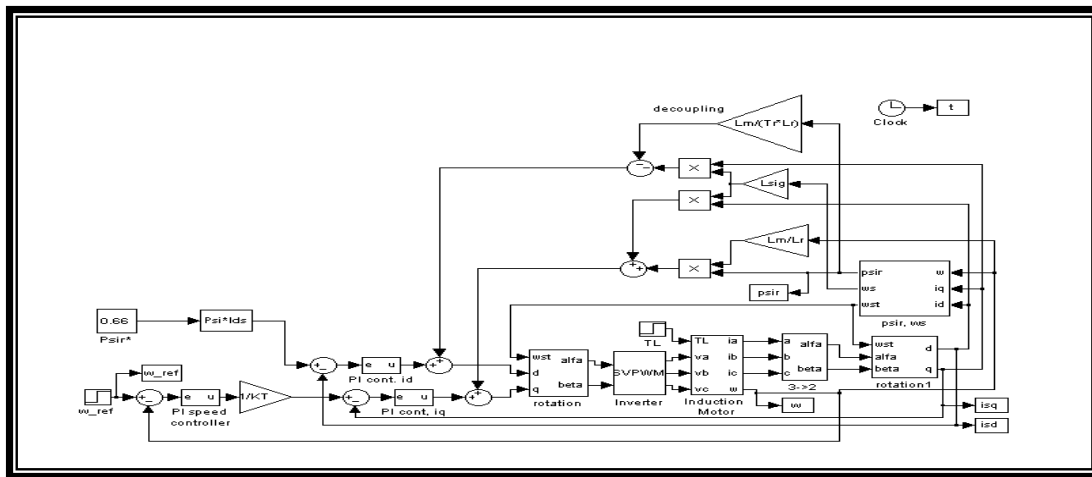 decoupling
Lm/(Tr*Lr)
t
Clock
×
Lsig
×
Lm/Lr
×
psir w
ws iq
wst id
psir, ws
psir
0.66
Psir*
Psi*Ids
e u
PI cont. id
w_ref
w_ref
e u
PI speed
controller
1/KT
e u
PI cont, iq
wst
d
q
alfa
beta
rotation
SVPWM
Inverter
TL
TL ia
va ib
vb ic
vc w
Induction
Motor
w
a
b
c
alfa
beta
3->2
wst
alfa
beta
d
q
rotation1
isq
isd